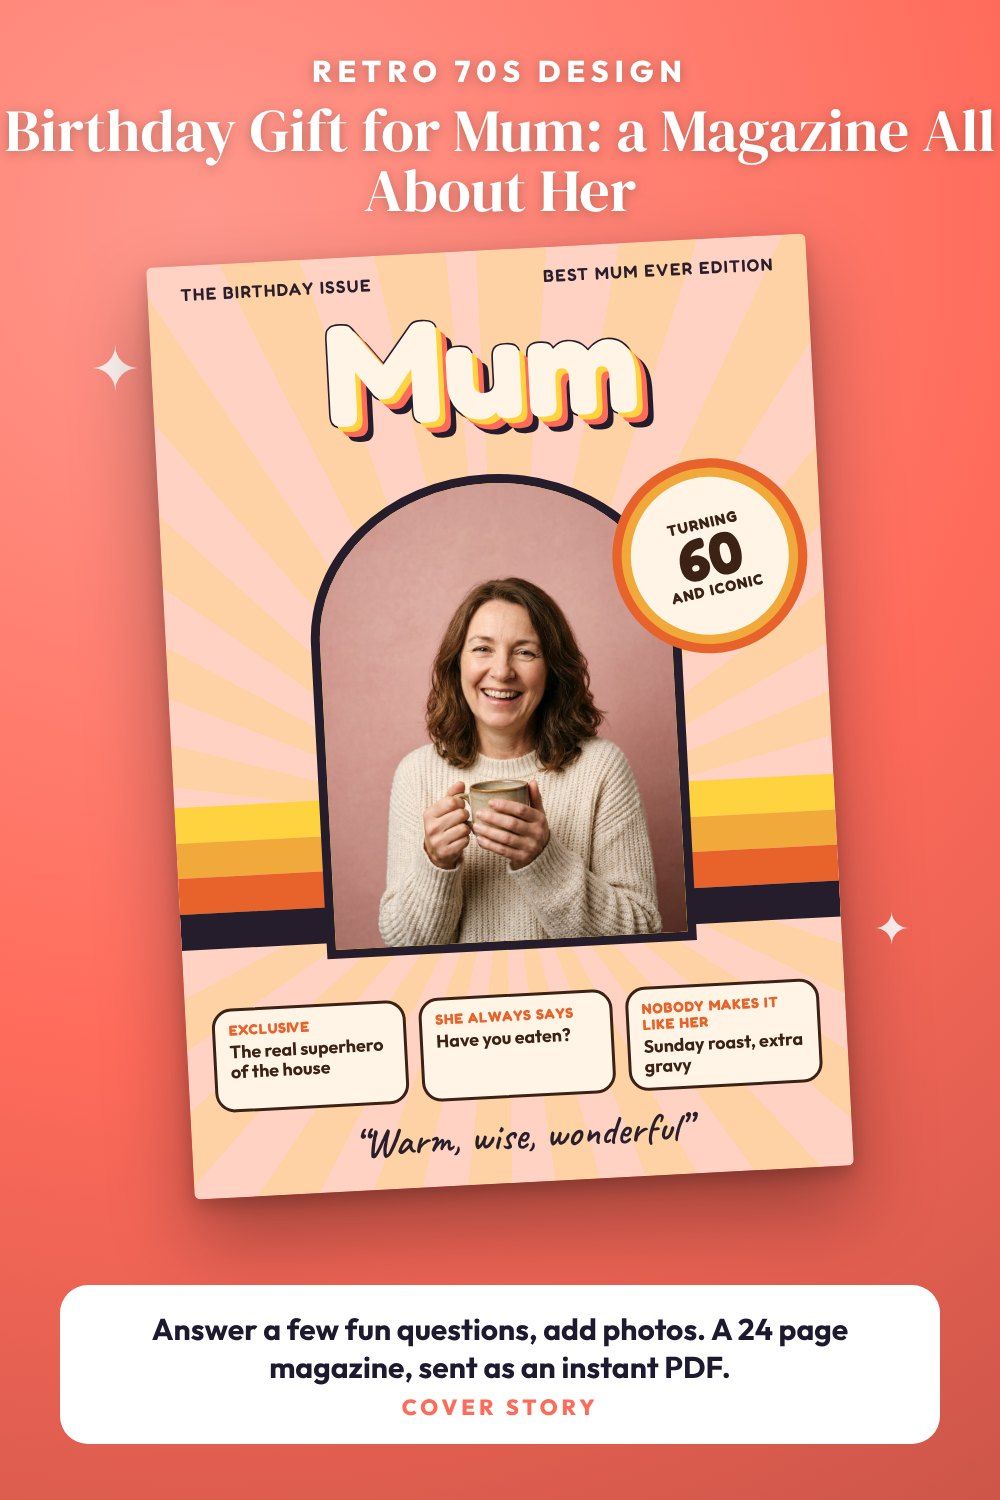 RETRO 70S DESIGN
Birthday Gift for Mum: a Magazine All
About Her
THE BIRTHDAY ISSUE
BEST MUM EVER EDITION
Mum
TURNING
60
AND ICONIC
EXCLUSIVE
The real superhero
of the house
SHE ALWAYS SAYS
Have you eaten?
NOBODY MAKES IT
LIKE HER
Sunday roast, extra
gravy
“Warm, wise, wonderful”
Answer a few fun questions, add photos. A 24 page
magazine, sent as an instant PDF.
COVER STORY